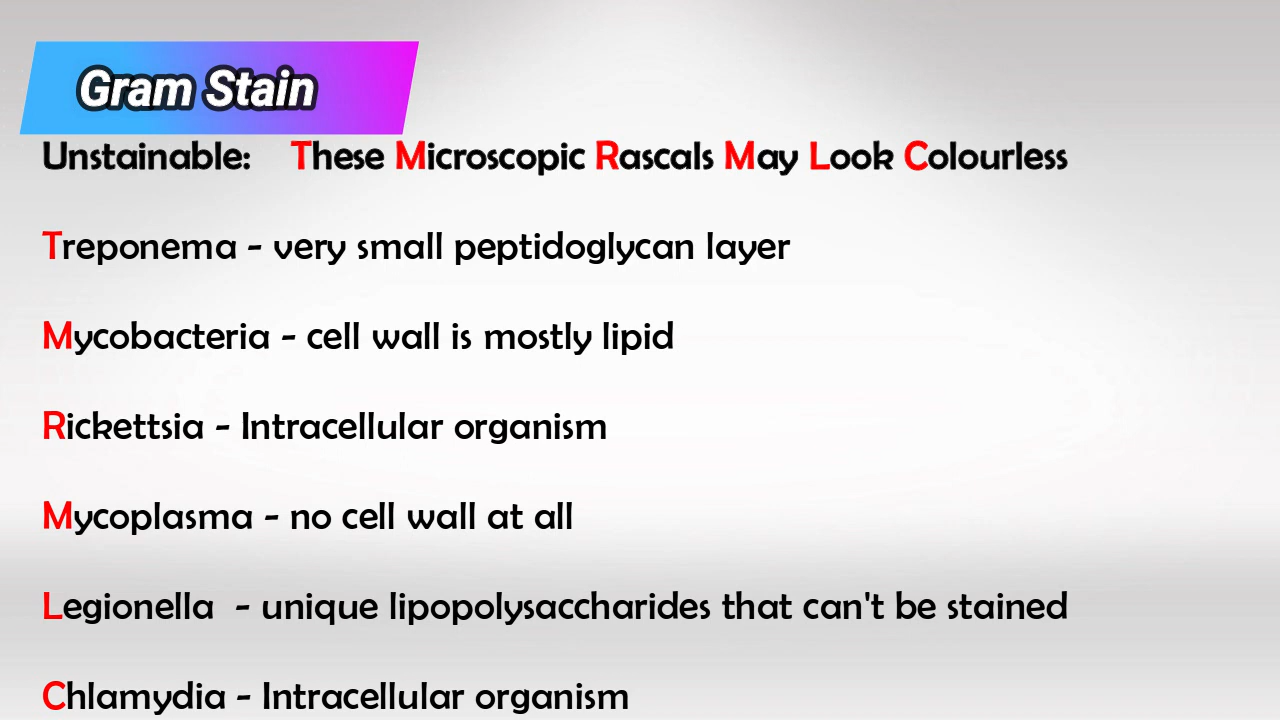 Gram Stain
Unstainable: These Microscopic Rascals May Look Colourless
Treponema - very small peptidoglycan layer
Mycobacteria - cell wall is mostly lipid
Rickettsia - Intracellular organism
Mycoplasma - no cell wall at all
Legionella - unique lipopolysaccharides that can't be stained
Chlamydia - Intracellular organism